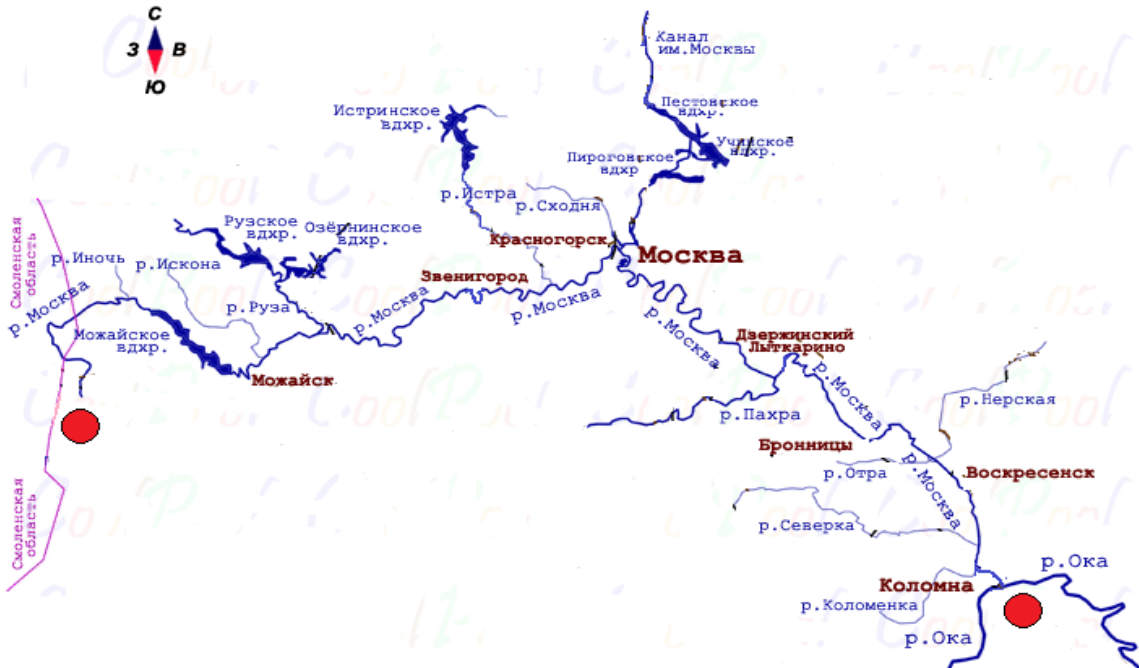 С
З В
Ю
р.Канал
им.Москвы
Истринское
вдхр.
Пестовское
вдхр.
Учинское
вдхр.
Пироговское
вдхр
р.Истра
р.Сходня
Рузское
вдхр.
Озёрнинское
вдхр.
Красногорск
Москва
Смоленская
область
р.Иночь
р.Искона
Звенигород
р.Москва
р.Руза
р.Москва
р.Москва
р.Москва
Можайское
вдхр.
Можайск
Дзержинский
Лыткарино
р.Москва
р.Нерская
р.Пахра
Бронницы
р.Отра
р.Москва
Воскресенск
Смоленская
область
р.Северка
р.Ока
Коломна
р.Коломенка
р.Ока